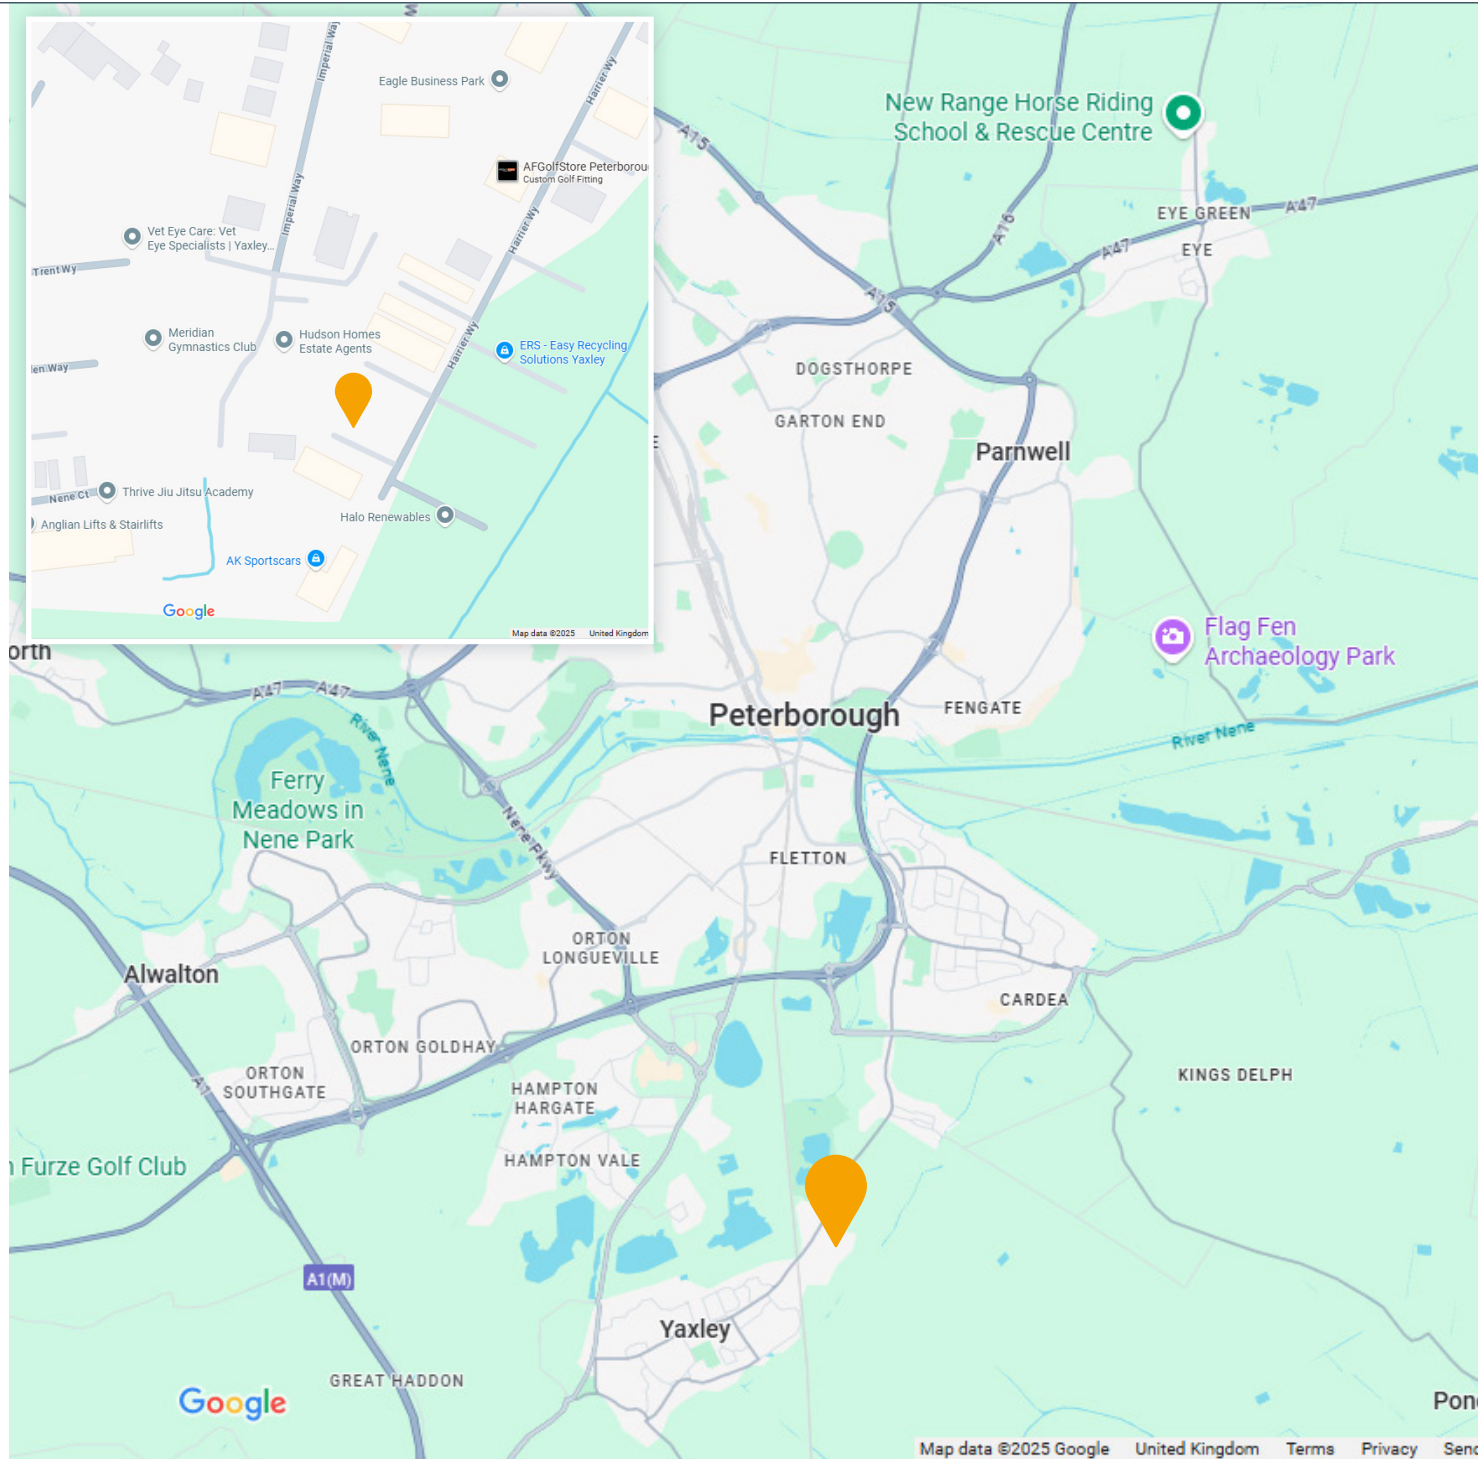 Imperial Way
Eagle Business Park
Harrier Wy
AFGolfStore Peterborou
Custom Golf Fitting
Imperial Way
Harrier Wy
Vet Eye Care: Vet
Eye Specialists | Yaxley...
Trent Wy
Meridian
Gymnastics Club
Hudson Homes
Estate Agents
Harrier Wy
ERS - Easy Recycling
Solutions Yaxley
en Way
Nene Ct
Thrive Jiu Jitsu Academy
Anglian Lifts & Stairlifts
Halo Renewables
AK Sportscars
Google
Map data ©2025 United Kingdom
A15
New Range Horse Riding
School & Rescue Centre
A16
EYE GREEN
A47
A47
EYE
A15
DOGSTHORPE
GARTON END
E
Parnwell
Flag Fen
Archaeology Park
orth
A47
A47
River Nene
Peterborough
FENGATE
River Nene
Ferry
Meadows in
Nene Park
Nene Pkwy
FLETTON
ORTON
LONGUEVILLE
Alwalton
CARDEA
ORTON GOLDHAY
ORTON
SOUTHGATE
A1
HAMPTON
HARGATE
KINGS DELPH
n Furze Golf Club
HAMPTON VALE
A1(M)
Yaxley
GREAT HADDON
Google
Pon
Map data ©2025 Google United Kingdom Terms Privacy Send